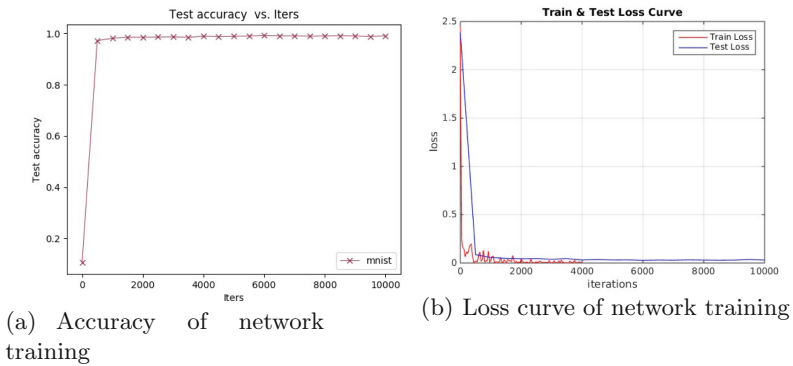 Test accuracy vs. Iters
1.0
0.8
0.6
0.4
0.2
Test accuracy
0 2000 4000 6000 8000 10000
Iters
mnist
(a) Accuracy of network
training
Train & Test Loss Curve
2.5
2
1.5
1
0.5
0
loss
Train Loss
Test Loss
0 2000 4000 6000 8000 10000
iterations
(b) Loss curve of network training